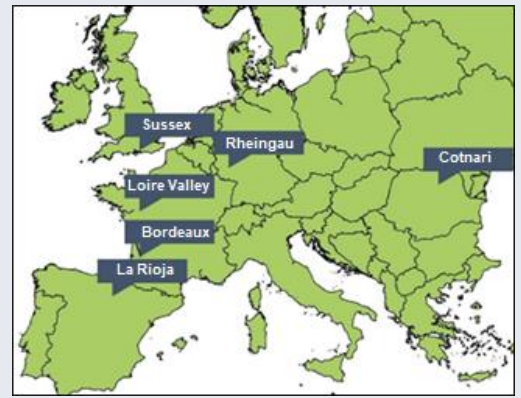 Sussex
Rheingau
Cotnari
Loire Valley
Bordeaux
La Rioja